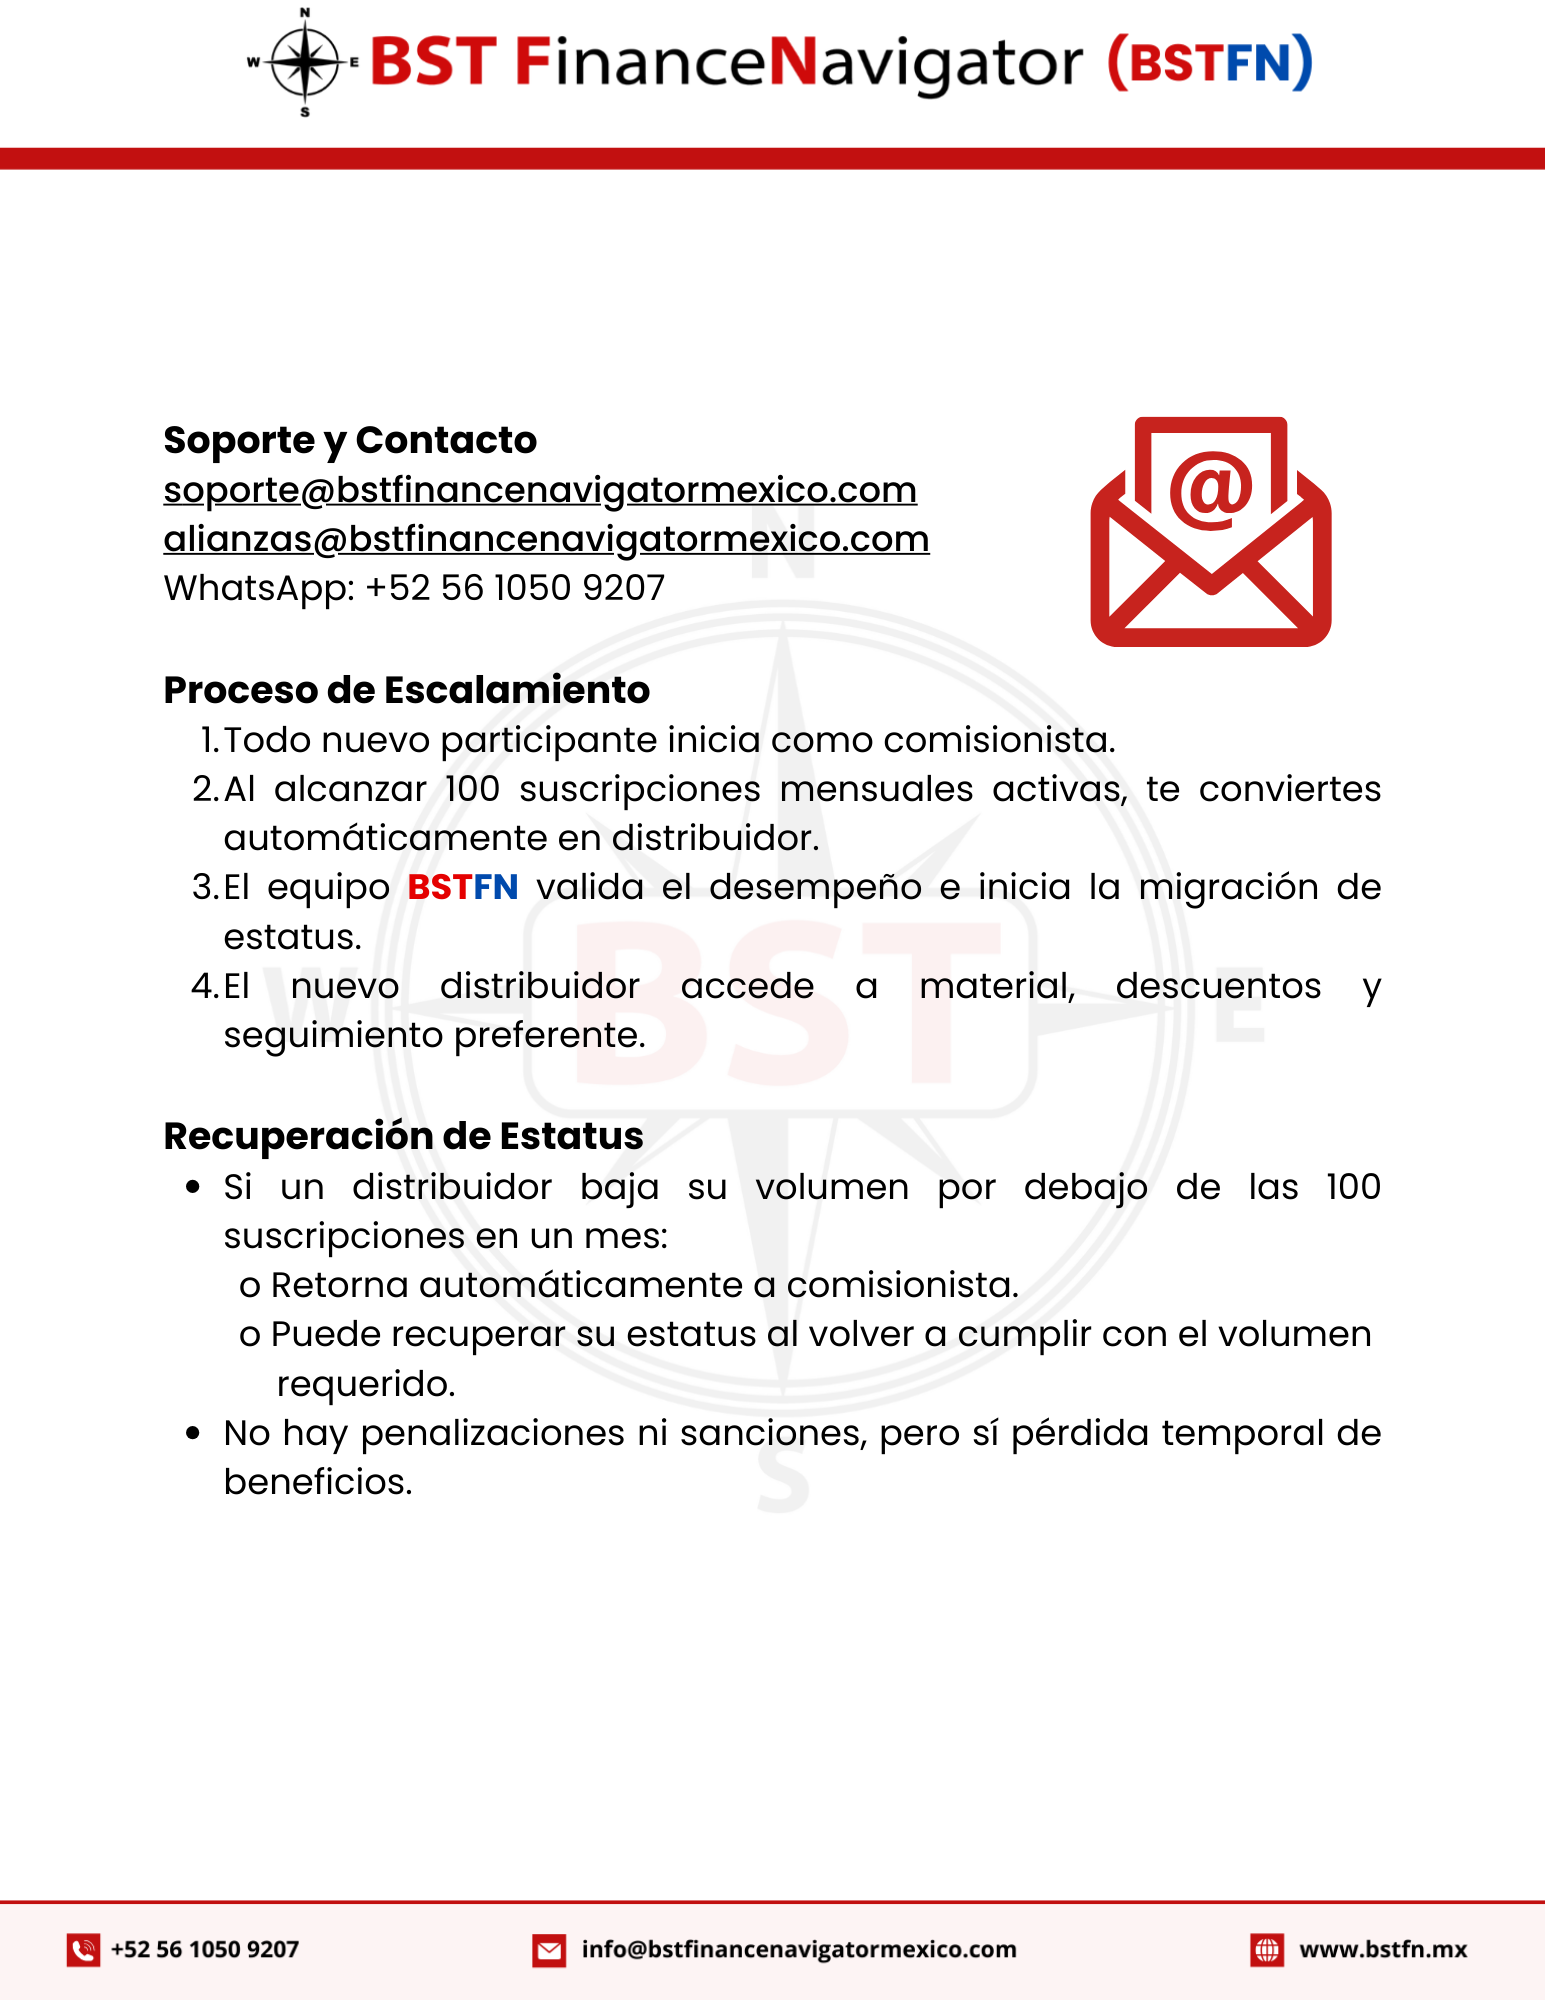 N
W E BST FinanceNavigator (BSTFN)
S
Soporte y Contacto
soporte@bstfinancenavigatormexico.com
alianzas@bstfinancenavigatormexico.com
WhatsApp: +52 56 1050 9207
@
Proceso de Escalamiento
1. Todo nuevo participante inicia como comisionista.
2. Al alcanzar 100 suscripciones mensuales activas, te conviertes
automáticamente en distribuidor.
3. El equipo BSTFN valida el desempeño e inicia la migración de
estatus.
4. El nuevo distribuidor accede a material, descuentos y
seguimiento preferente.
Recuperación de Estatus
• Si un distribuidor baja su volumen por debajo de las 100
suscripciones en un mes:
o Retorna automáticamente a comisionista.
o Puede recuperar su estatus al volver a cumplir con el volumen
requerido.
• No hay penalizaciones ni sanciones, pero sí pérdida temporal de
beneficios.
N
W BST E
S
+52 56 1050 9207 info@bstfinancenavigatormexico.com www.bstfn.mx